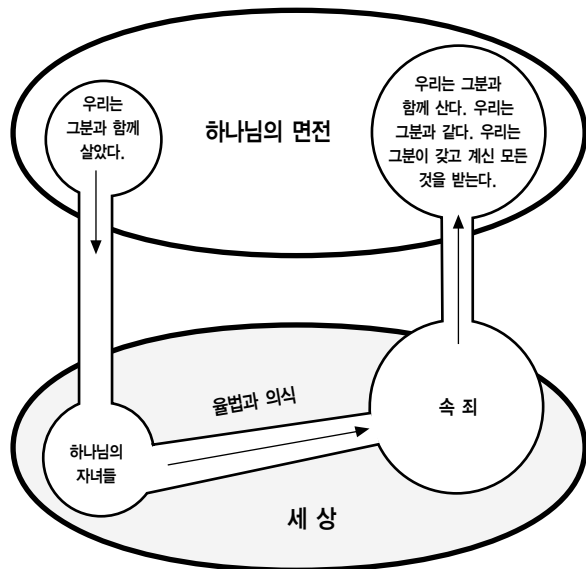 우리는
그분과 함께
살았다.
하나님의 면전
우리는 그분과
함께 산다. 우리는
그분과 같다. 우리는
그분이 갖고 계신 모든
것을 받는다.
율법과 의식
속 죄
하나님의
자녀들
세 상